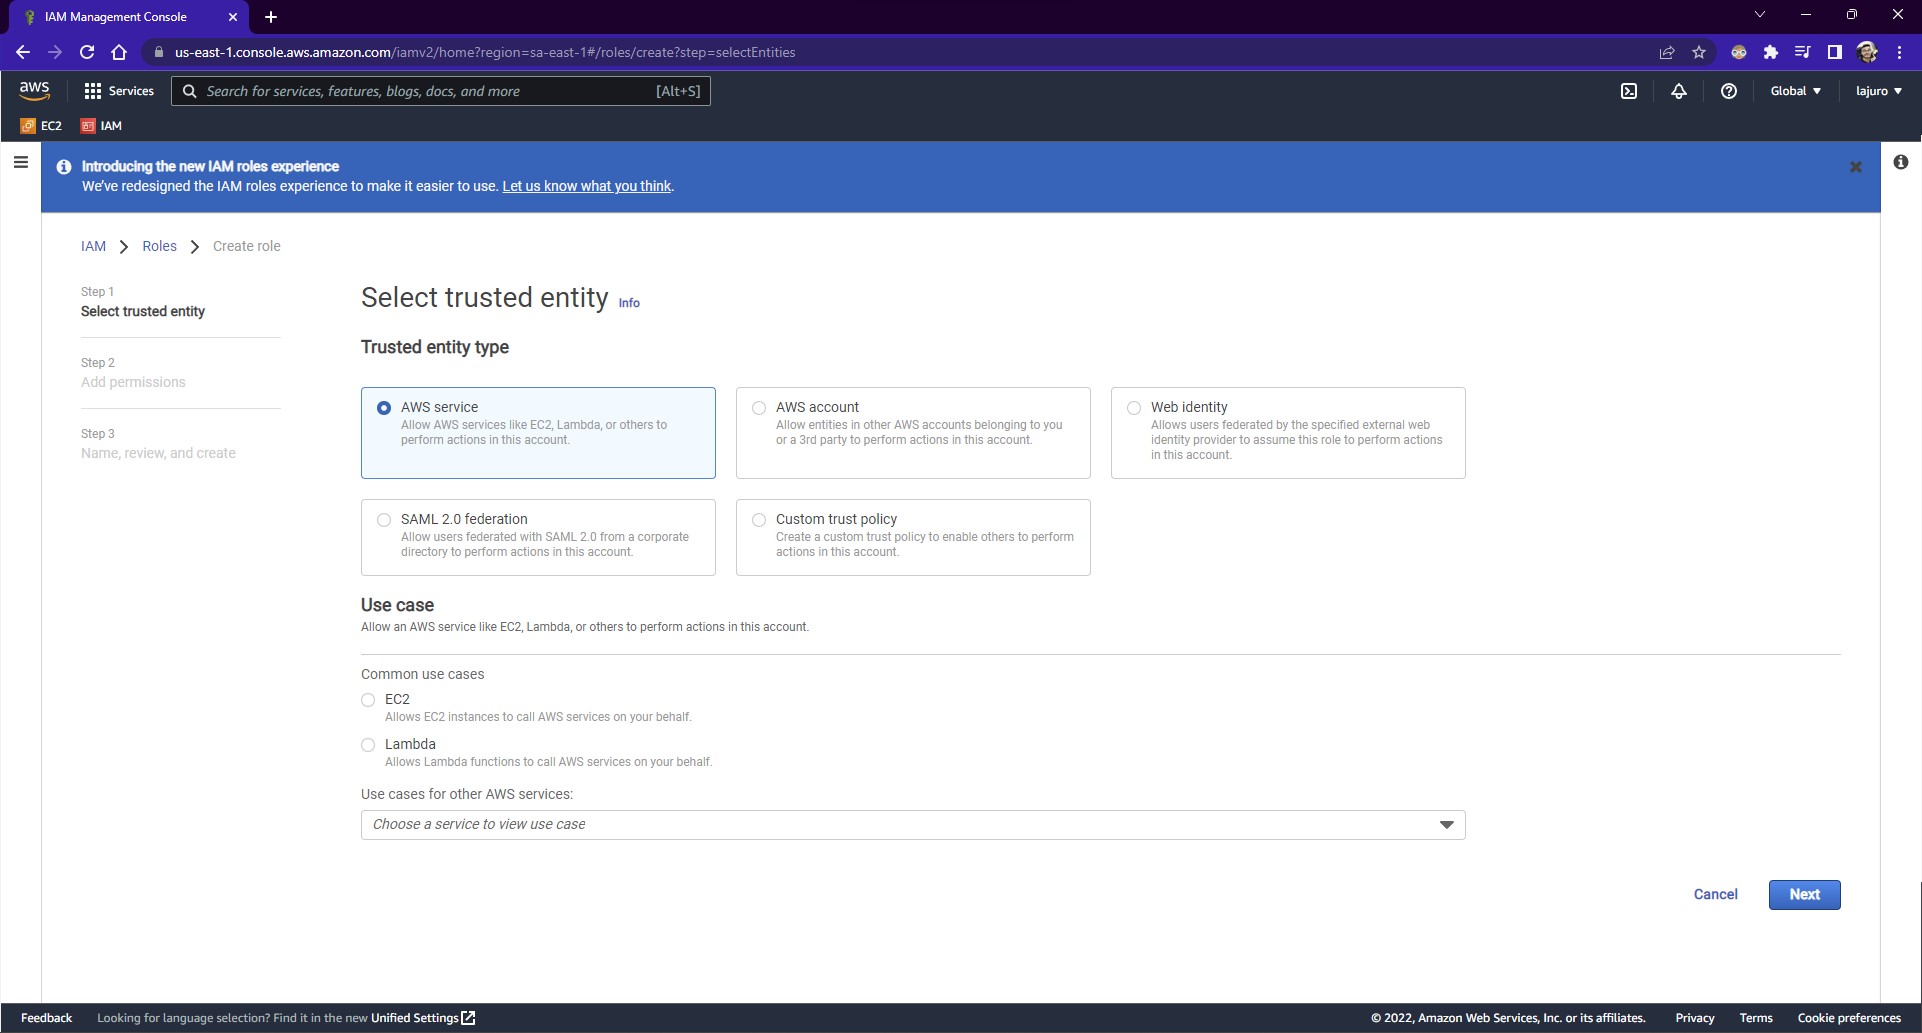 IAM Management Console
us-east-1.console.aws.amazon.com/iamv2/home?region=sa-east-1#/roles/create?step=selectEntities
aws
Services
Search for services, features, blogs, docs, and more
[Alt+S]
Global
lajuro
EC2
IAM
Introducing the new IAM roles experience
We've redesigned the IAM roles experience to make it easier to use. Let us know what you think.
IAM
Roles
Create role
Step 1
Select trusted entity
Step 2
Add permissions
Step 3
Name, review, and create
Select trusted entity
Info
Trusted entity type
AWS service
Allow AWS services like EC2, Lambda, or others to
perform actions in this account.
AWS account
Allow entities in other AWS accounts belonging to you
or a 3rd party to perform actions in this account.
Web identity
Allows users federated by the specified external web
identity provider to assume this role to perform actions
in this account.
SAML 2.0 federation
Allow users federated with SAML 2.0 from a corporate
directory to perform actions in this account.
Custom trust policy
Create a custom trust policy to enable others to perform
actions in this account.
Use case
Allow an AWS service like EC2, Lambda, or others to perform actions in this account.
Common use cases
EC2
Allows EC2 instances to call AWS services on your behalf.
Lambda
Allows Lambda functions to call AWS services on your behalf.
Use cases for other AWS services:
Choose a service to view use case
Cancel
Next
Feedback
Looking for language selection? Find it in the new Unified Settings
© 2022, Amazon Web Services, Inc. or its affiliates.
Privacy
Terms
Cookie preferences